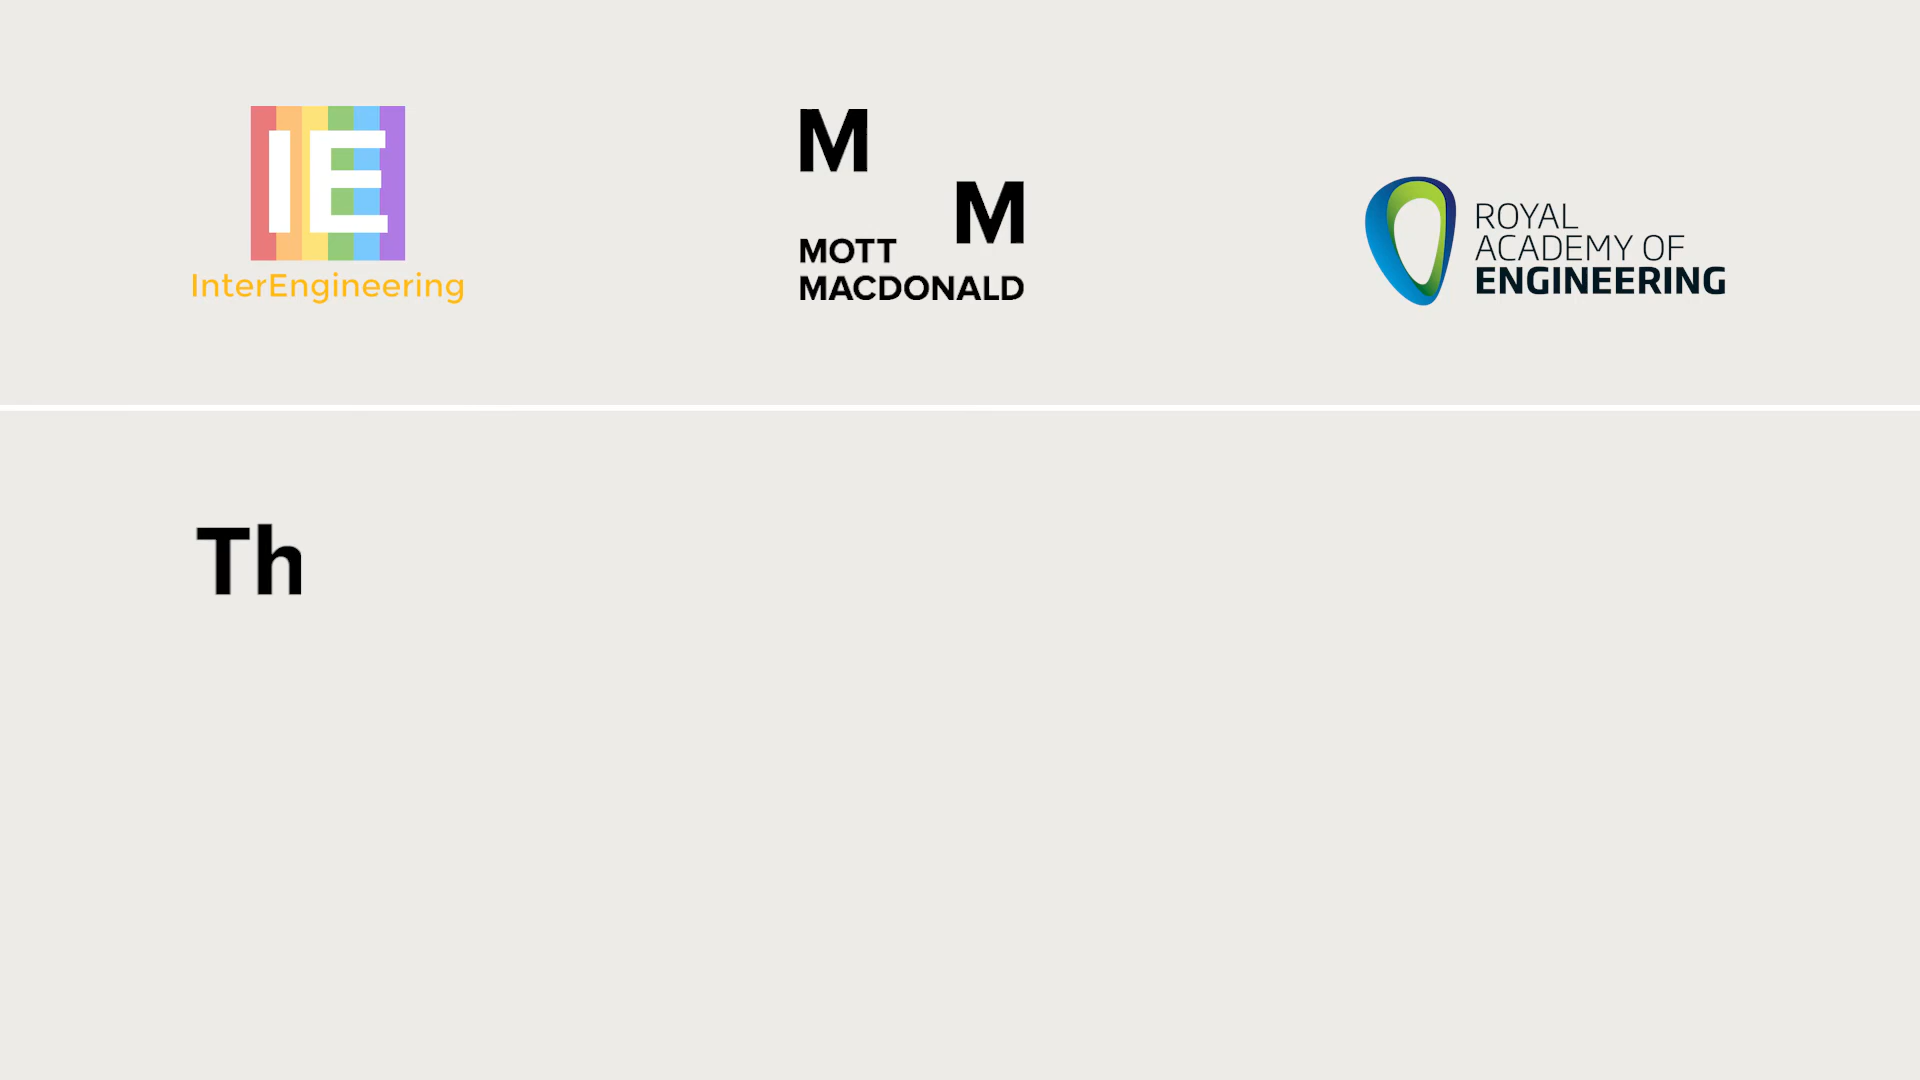 IE
InterEngineering
M
M
MOTT
MACDONALD
ROYAL
ACADEMY OF
ENGINEERING
Th